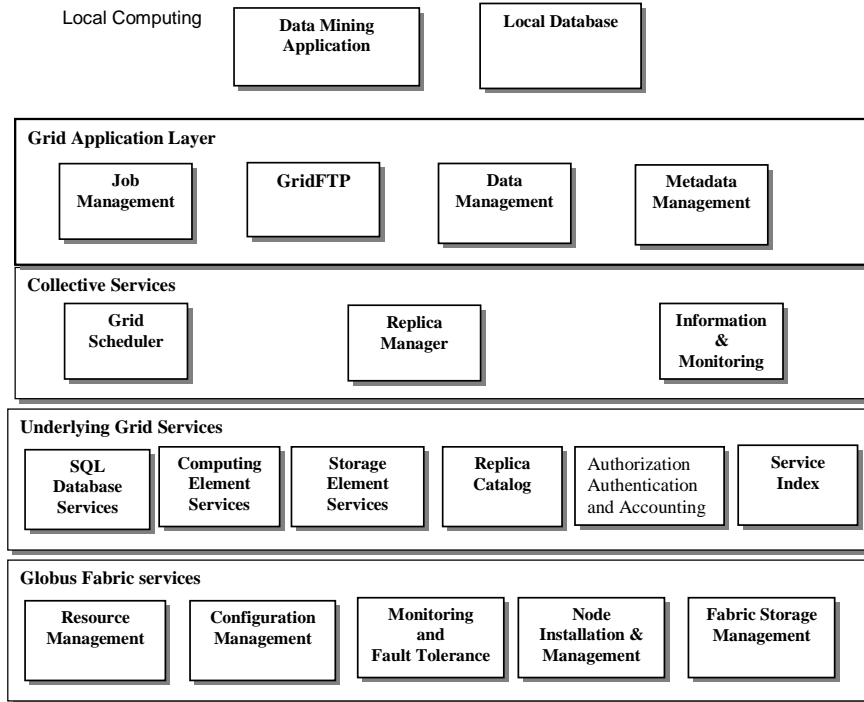 Local Computing
Data Mining
Application
Local Database
Grid Application Layer
Job
Management
GridFTP
Data
Management
Metadata
Management
Collective Services
Grid
Scheduler
Replica
Manager
Information
&
Monitoring
Underlying Grid Services
SQL
Database
Services
Computing
Element
Services
Storage
Element
Services
Replica
Catalog
Authorization
Authentication
and Accounting
Service
Index
Globus Fabric services
Resource
Management
Configuration
Management
Monitoring
and
Fault Tolerance
Node
Installation &
Management
Fabric Storage
Management